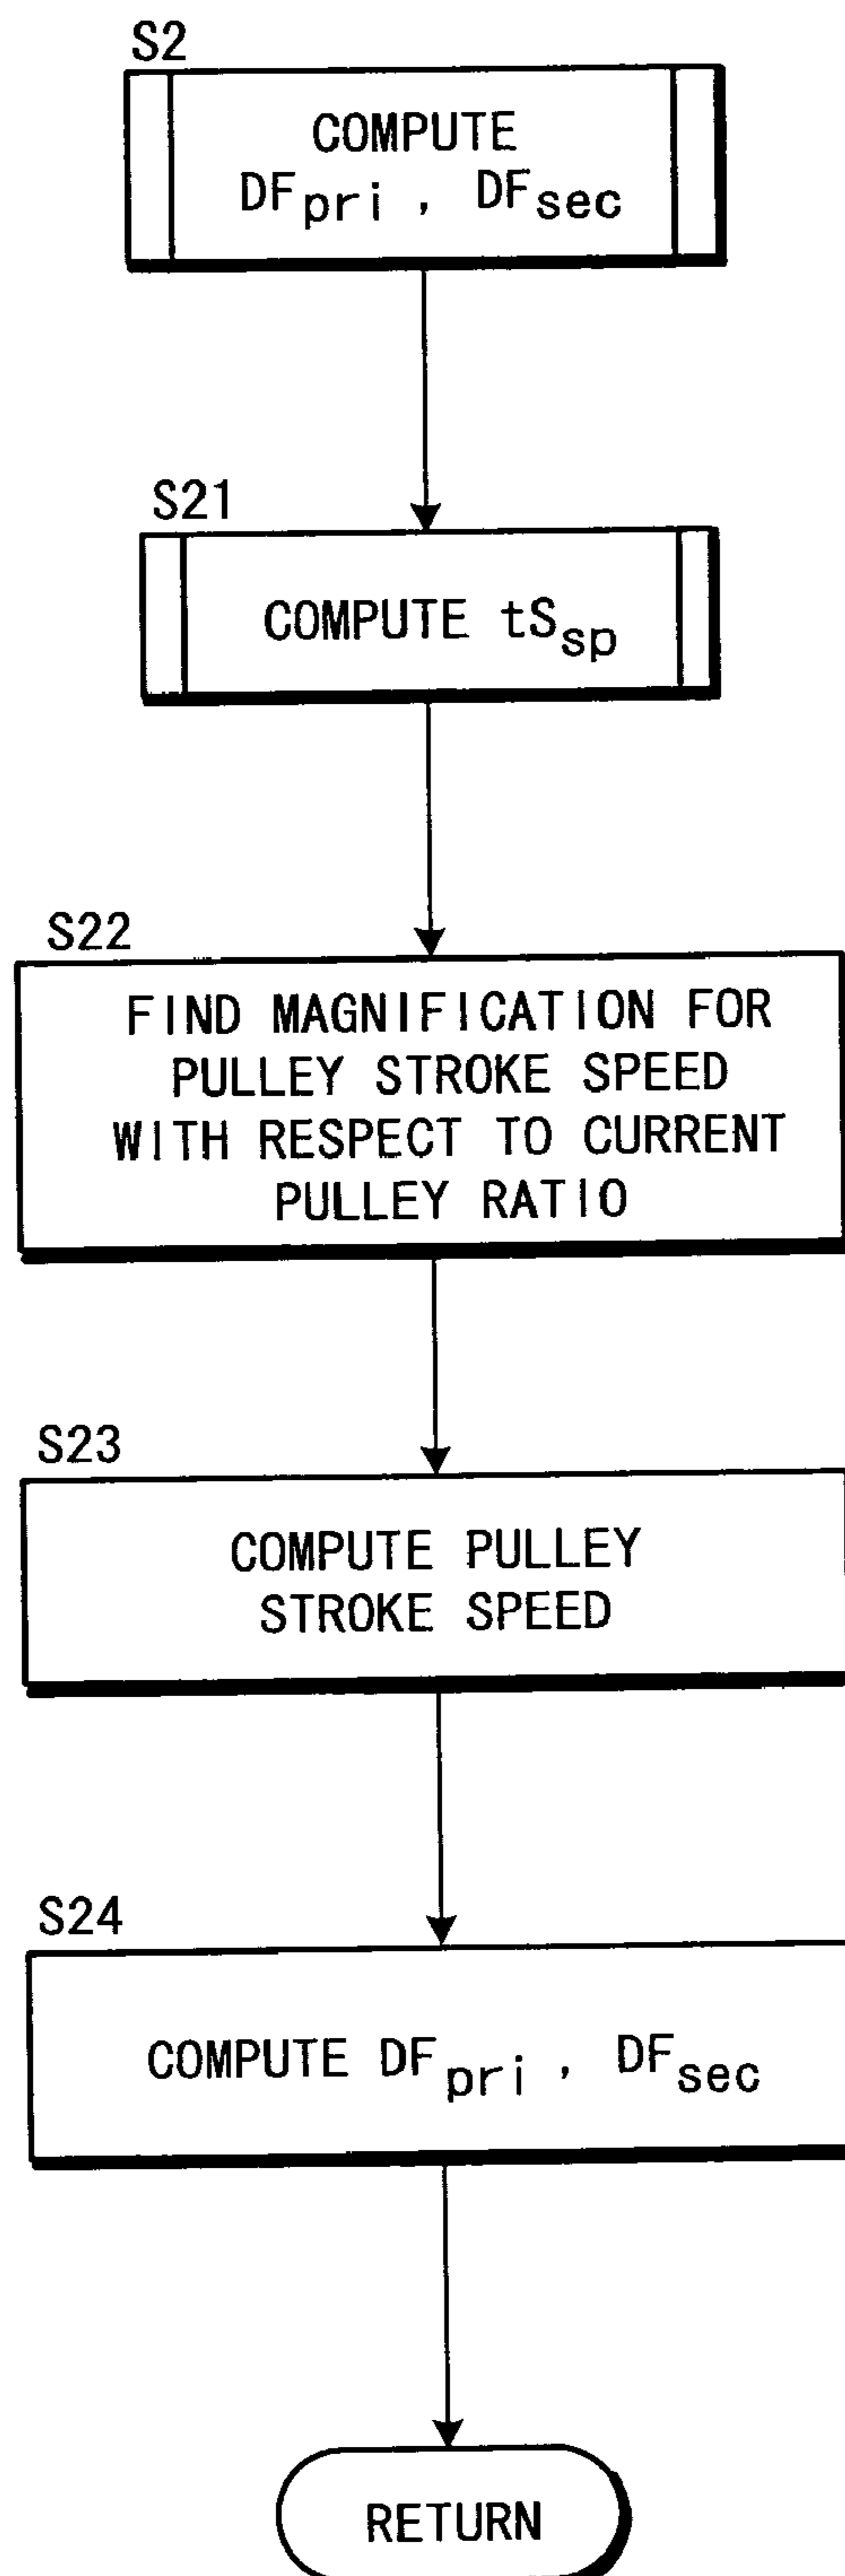 S2
COMPUTE
DFpri , DFsec
S21
COMPUTE tSsp
S22
FIND MAGNIFICATION FOR
PULLEY STROKE SPEED
WITH RESPECT TO CURRENT
PULLEY RATIO
S23
COMPUTE PULLEY
STROKE SPEED
S24
COMPUTE DFpri , DFsec
RETURN